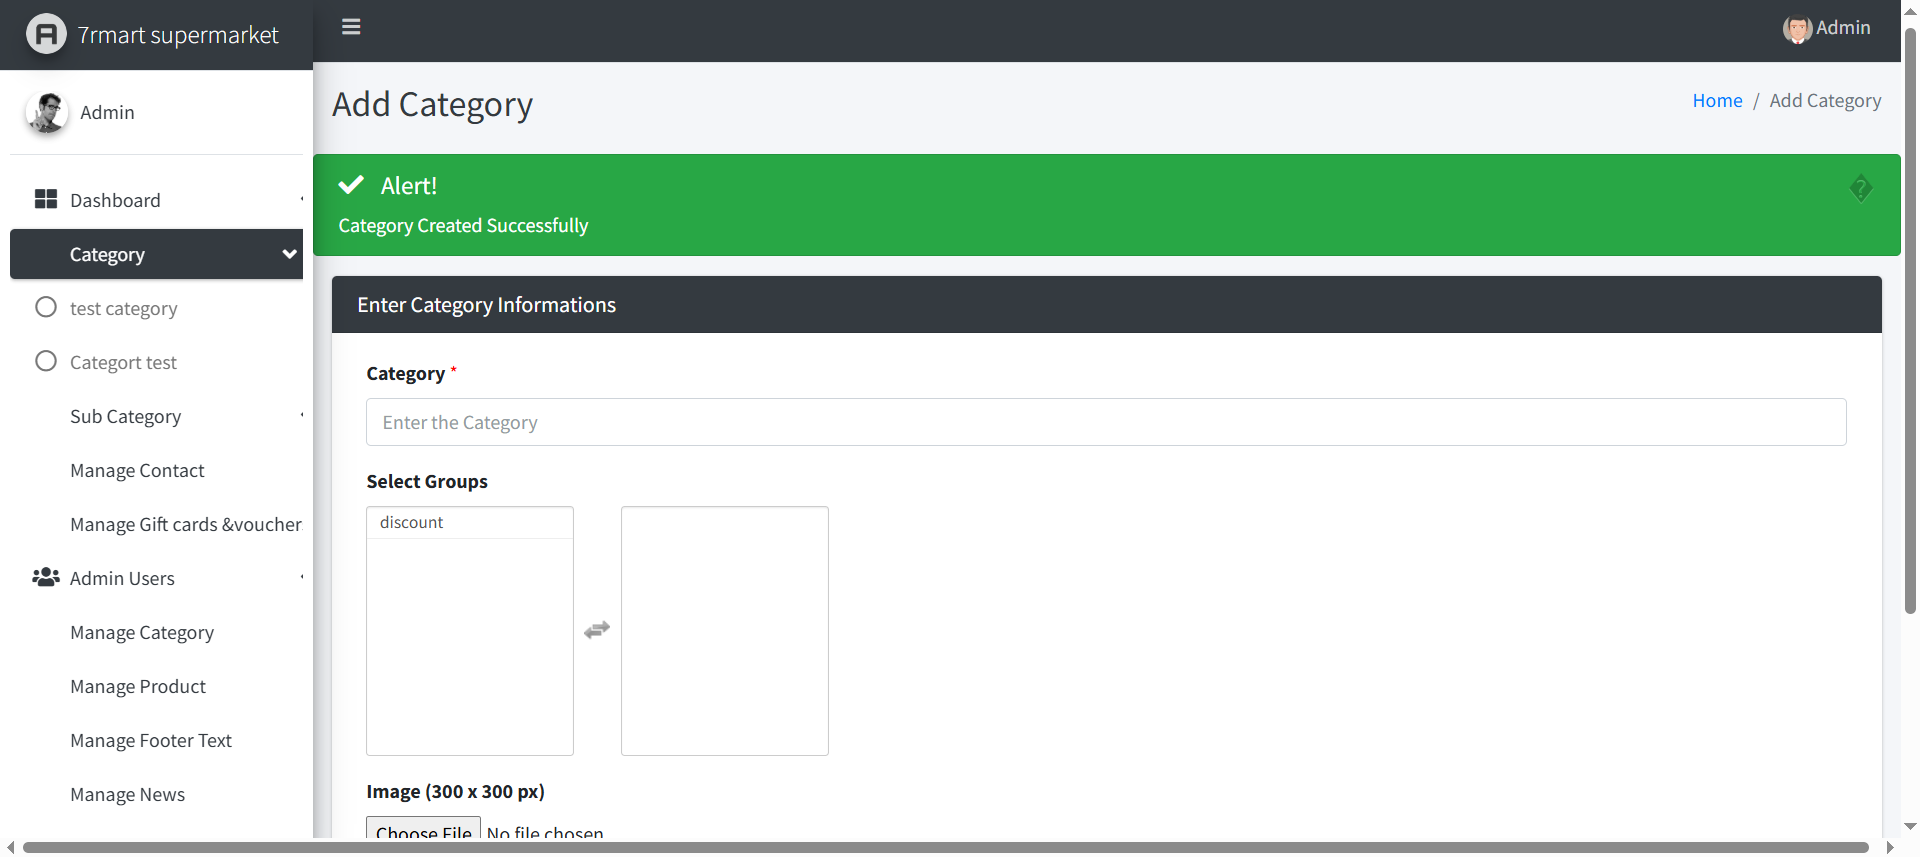 7rmart supermarket
Admin
Admin
Dashboard
Category
test category
Categort test
Sub Category
Manage Contact
Manage Gift cards &voucher
Admin Users
Manage Category
Manage Product
Manage Footer Text
Manage News
Add Category
Home / Add Category
Alert!
Category Created Successfully
Enter Category Informations
Category *
Enter the Category
Select Groups
discount
Image (300 x 300 px)
Choose File No file chosen